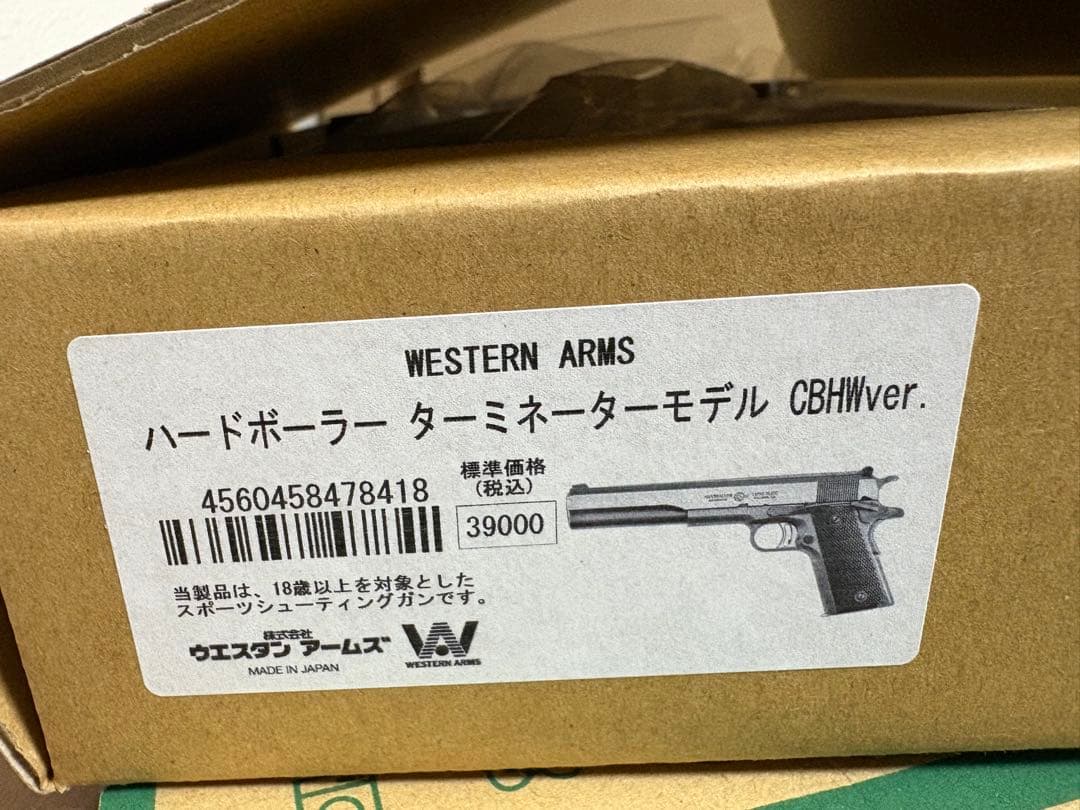 WESTERN ARMS
ハードボーラー ターミネーターモデル CBHWver.
4560458478418
標準価格
(税込)
39000
当製品は、18歳以上を対象とした
スポーツシューティングガンです。
株式会社
ウエスタン アームズ
MADE IN JAPAN
WESTERN ARMS